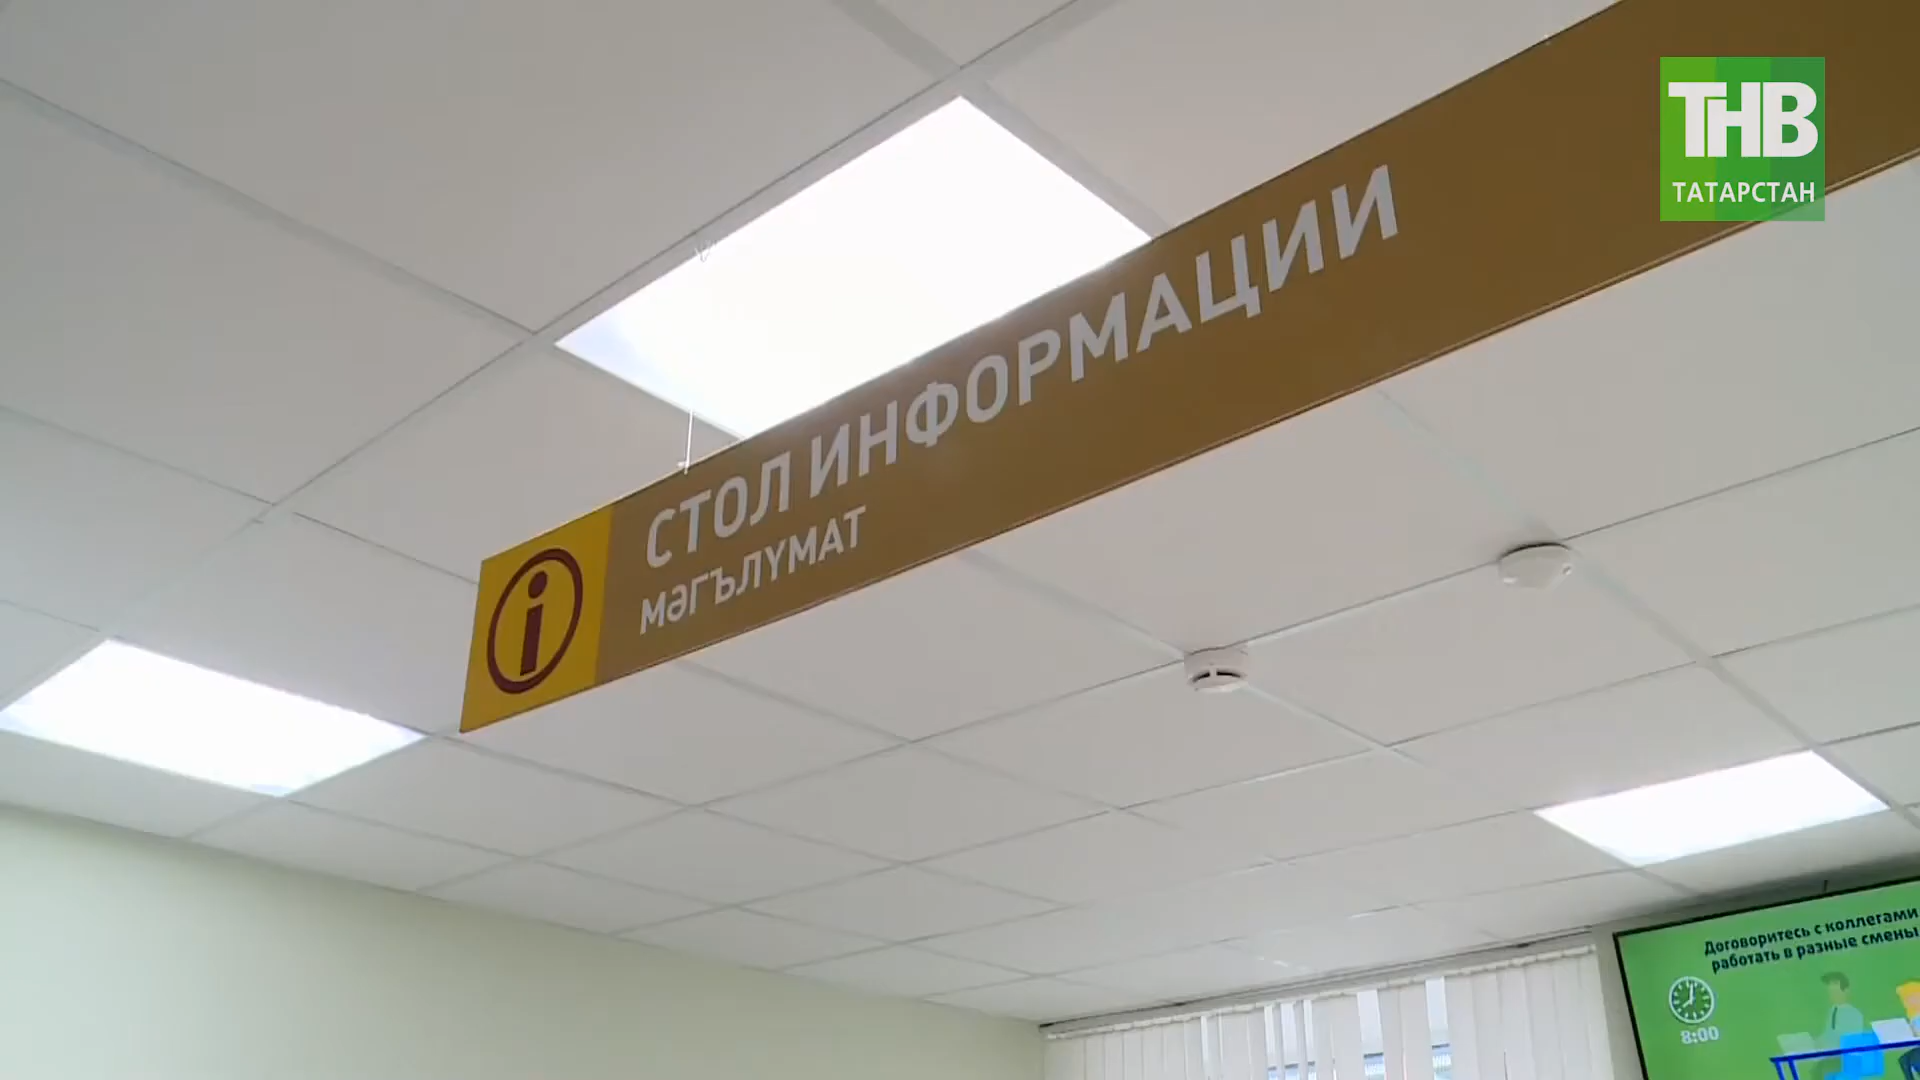 ТНВ
ТАТАРСТАН
СТОЛ ИНФОРМАЦИИ
МӘГЪЛҮМАТ
Договоритесь с коллегами
работать в разные смены
8:00